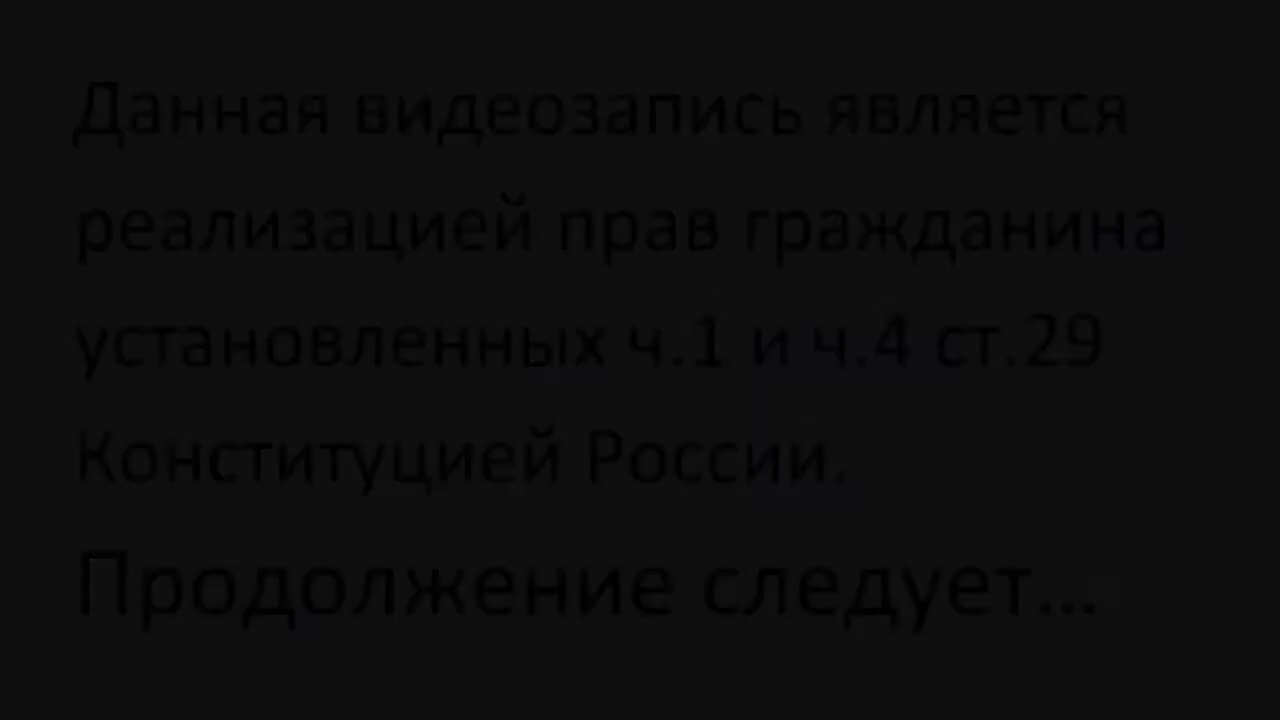 Данная видеозапись является
реализацией прав гражданина
установленных ч.1 и ч.4 ст.29
Конституцией России.
Продолжение следует...